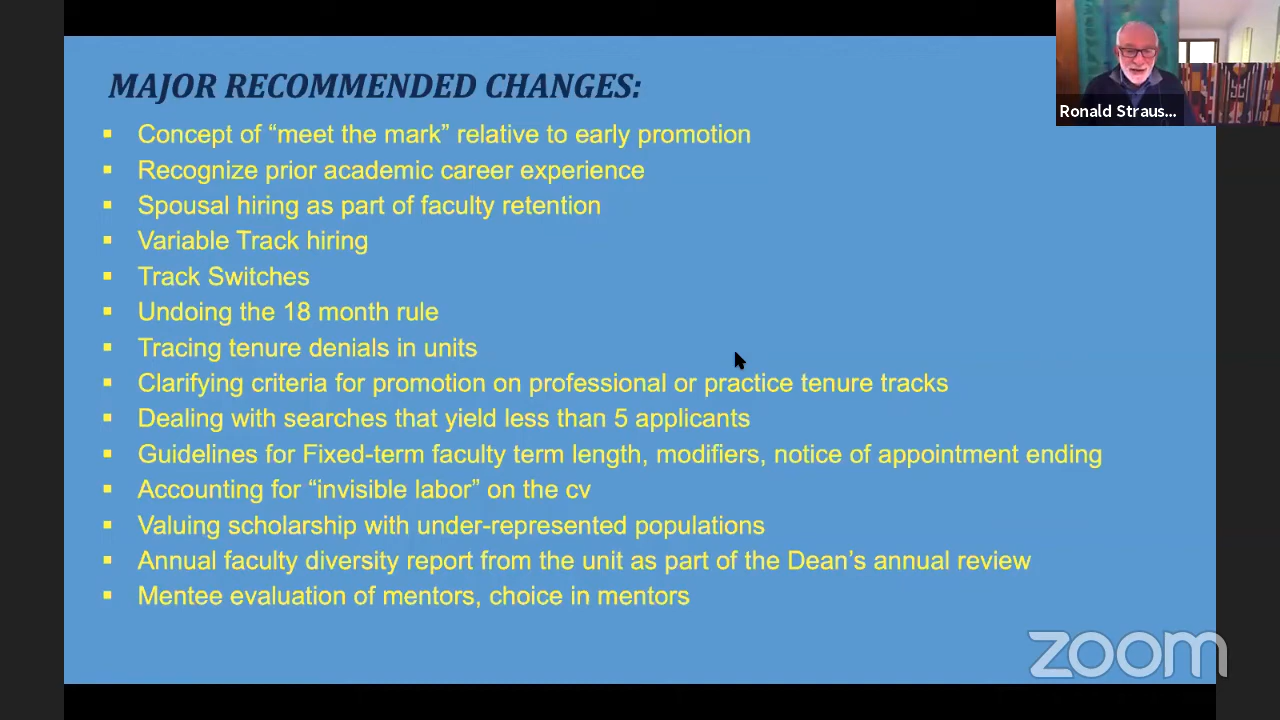 MAJOR RECOMMENDED CHANGES:
Concept of “meet the mark” relative to early promotion
Recognize prior academic career experience
Spousal hiring as part of faculty retention
Variable Track hiring
Track Switches
Undoing the 18 month rule
Tracing tenure denials in units
Clarifying criteria for promotion on professional or practice tenure tracks
Dealing with searches that yield less than 5 applicants
Guidelines for Fixed-term faculty term length, modifiers, notice of appointment ending
Accounting for “invisible labor” on the cv
Valuing scholarship with under-represented populations
Annual faculty diversity report from the unit as part of the Dean’s annual review
Mentee evaluation of mentors, choice in mentors
Ronald Straus...
zoom